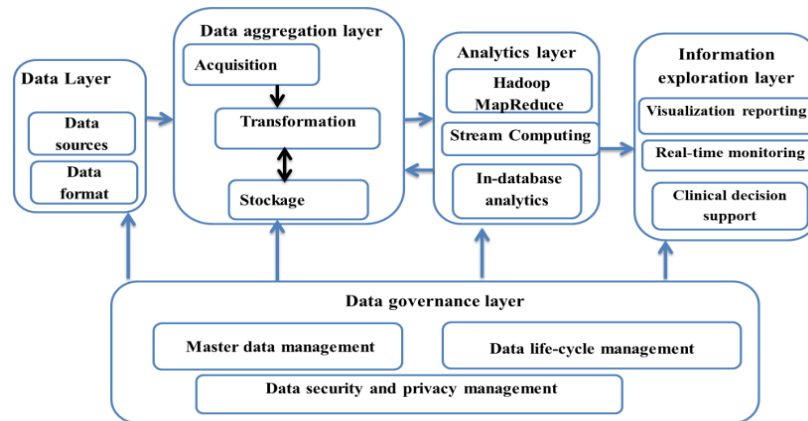 Data Layer
Data
sources
Data
format
Data aggregation layer
Acquisition
Transformation
Stockage
Analytics layer
Hadoop
MapReduce
Stream Computing
In-database
analytics
Information
exploration layer
Visualization reporting
Real-time monitoring
Clinical decision
support
Data governance layer
Master data management
Data life-cycle management
Data security and privacy management